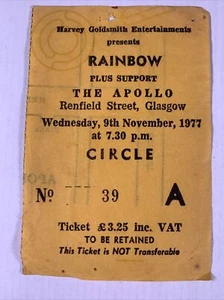 Harvey Goldsmith Entertainments
presents
RAINBOW
PLUS SUPPORT
THE APOLLO
Renfield Street, Glasgow
Wednesday, 9th November, 1977
at 7.30 p.m.
CIRCLE
No 39 A
Ticket £3.25 inc. VAT
TO BE RETAINED
This Ticket is NOT Transferable